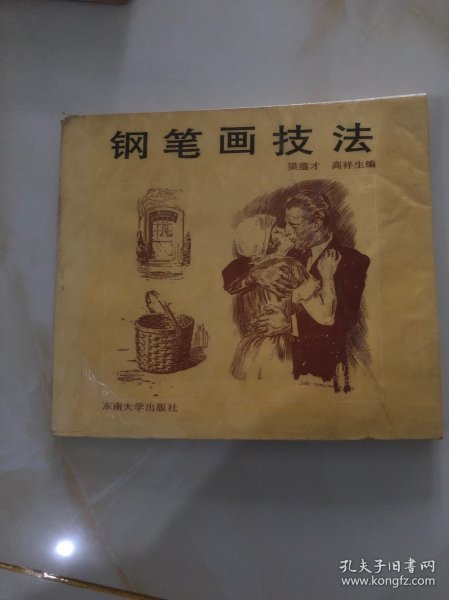 钢笔画技法
梁蕴才 高祥生编
东南大学出版社
孔夫子旧书网
www.kongfz.com